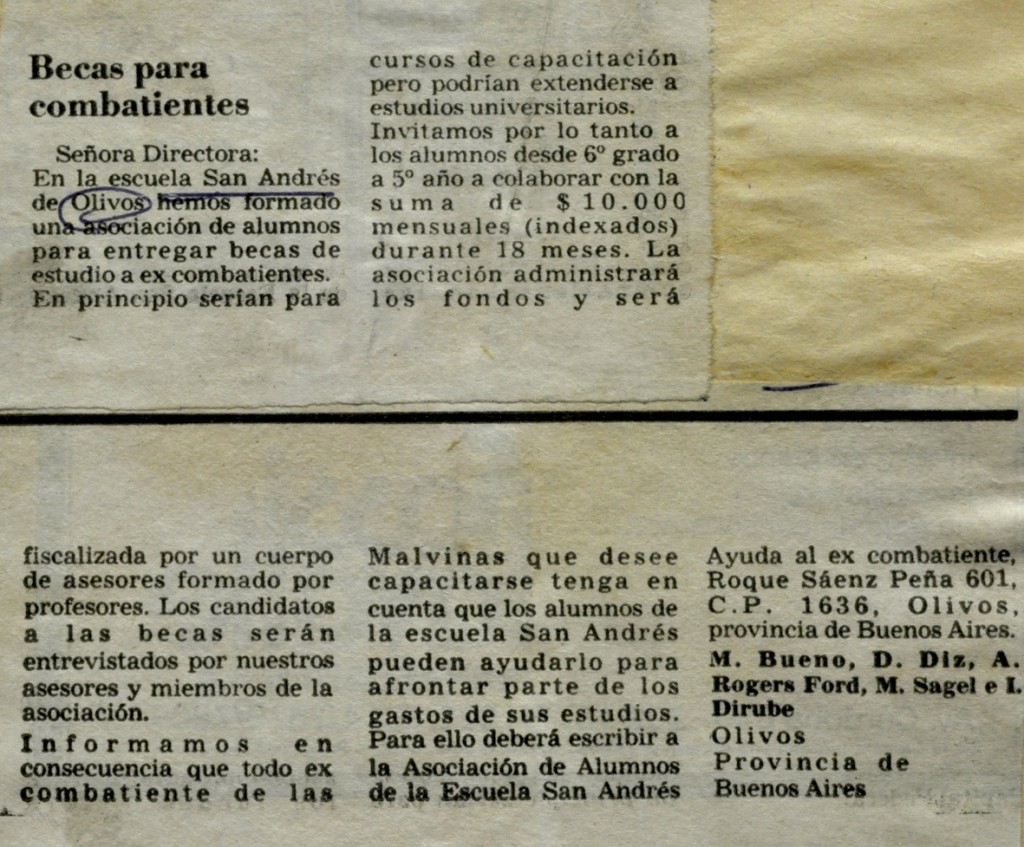 Becas para
combatientes
Señora Directora:
En la escuela San Andrés
de Olivos hemos formado
una asociación de alumnos
para entregar becas de
estudio a ex combatientes.
En principio serían para
cursos de capacitación
pero podrían extenderse a
estudios universitarios.
Invitamos por lo tanto a
los alumnos desde 6º grado
a 5º año a colaborar con la
suma de $ 10.000
mensuales (indexados)
durante 18 meses. La
asociación administrará
los fondos y será
fiscalizada por un cuerpo
de asesores formado por
profesores. Los candidatos
a las becas serán
entrevistados por nuestros
asesores y miembros de la
asociación.
Informamos en
consecuencia que todo ex
combatiente de las
Malvinas que desee
capacitarse tenga en
cuenta que los alumnos de
la escuela San Andrés
pueden ayudarlo para
afrontar parte de los
gastos de sus estudios.
Para ello deberá escribir a
la Asociación de Alumnos
de la Escuela San Andrés
Ayuda al ex combatiente,
Roque Sáenz Peña 601,
C.P. 1636, Olivos,
provincia de Buenos Aires.
M. Bueno, D. Diz, A.
Rogers Ford, M. Sagel e I.
Dirube
Olivos
Provincia de
Buenos Aires